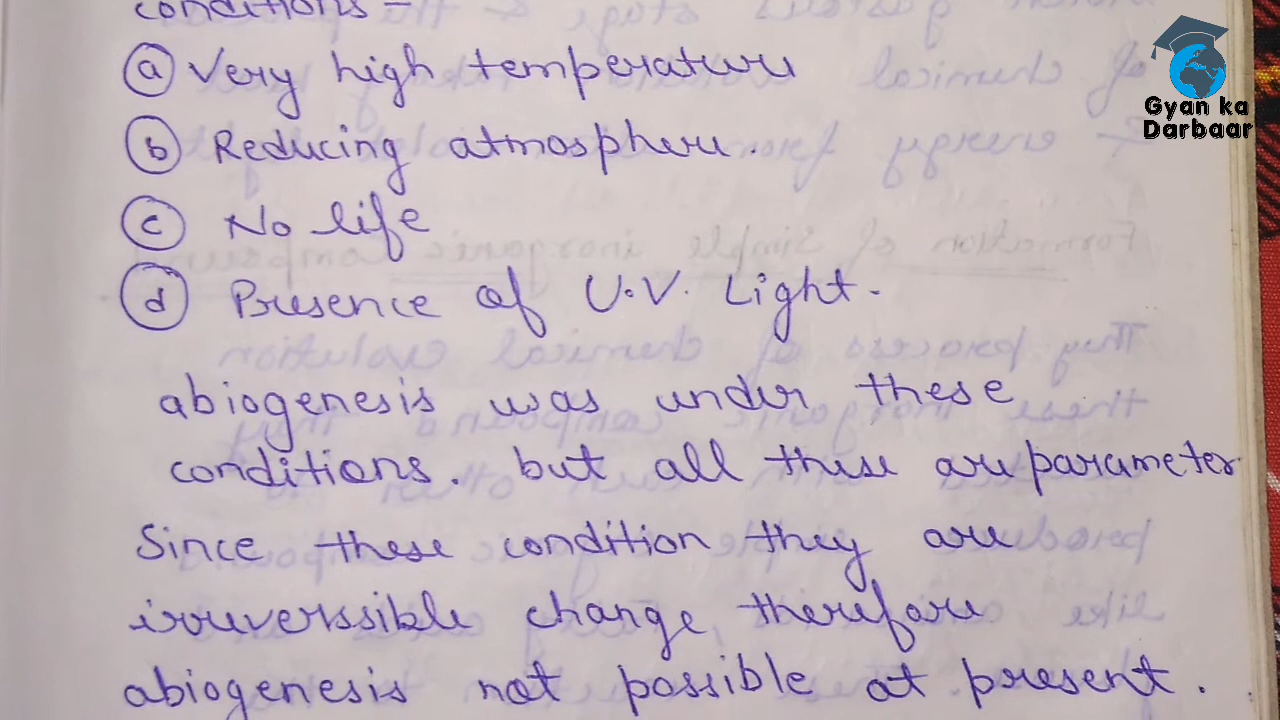 conditions -
(a) Very high temperature
(b) Reducing atmosphere.
(c) No life
(d) Presence of U.V. Light.
abiogenesis was under these
conditions. but all these are parameter
Since these condition they are
irreverssible change, therefore
abiogenesis not possible at present.
Gyan ka
Darbaar